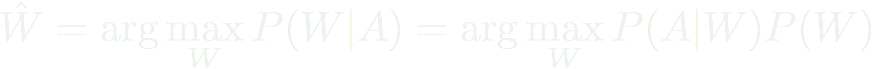 Ŵ = arg max_W P(W|A) = arg max_W P(A|W)P(W)